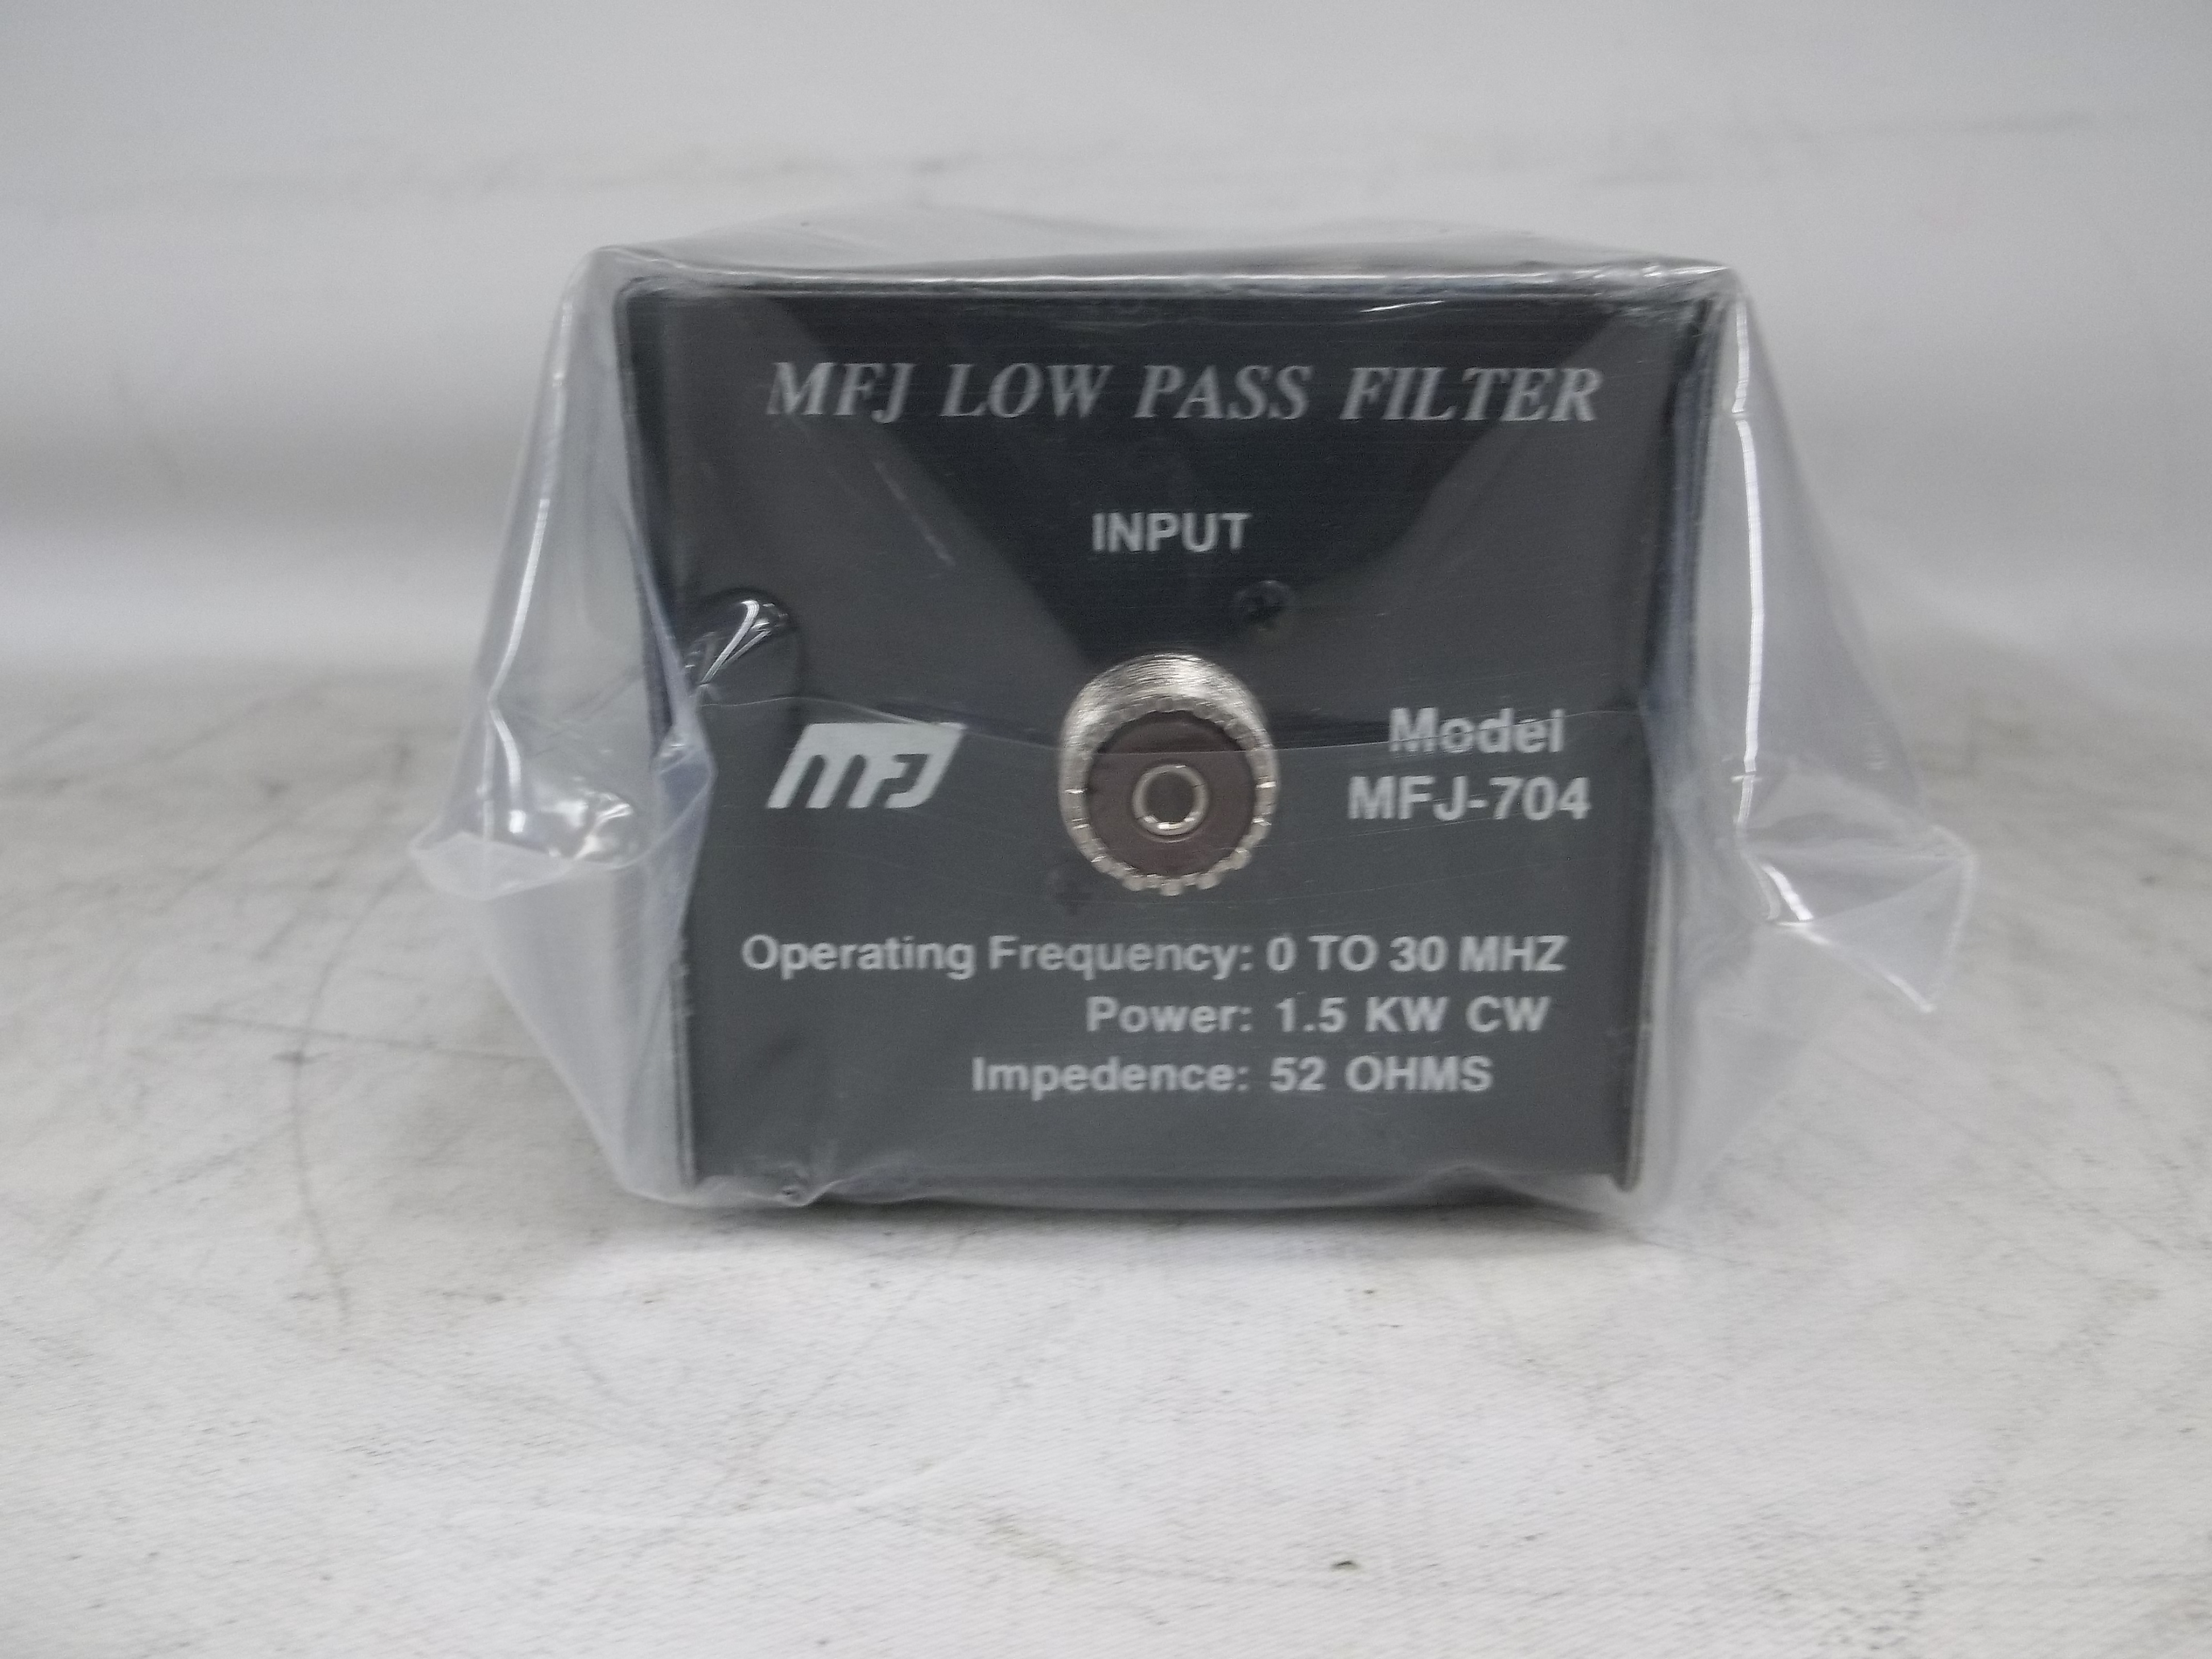 MFJ LOW PASS FILTER
INPUT
MFJ
Model
MFJ-704
Operating Frequency: 0 TO 30 MHZ
Power: 1.5 KW CW
Impedence: 52 OHMS